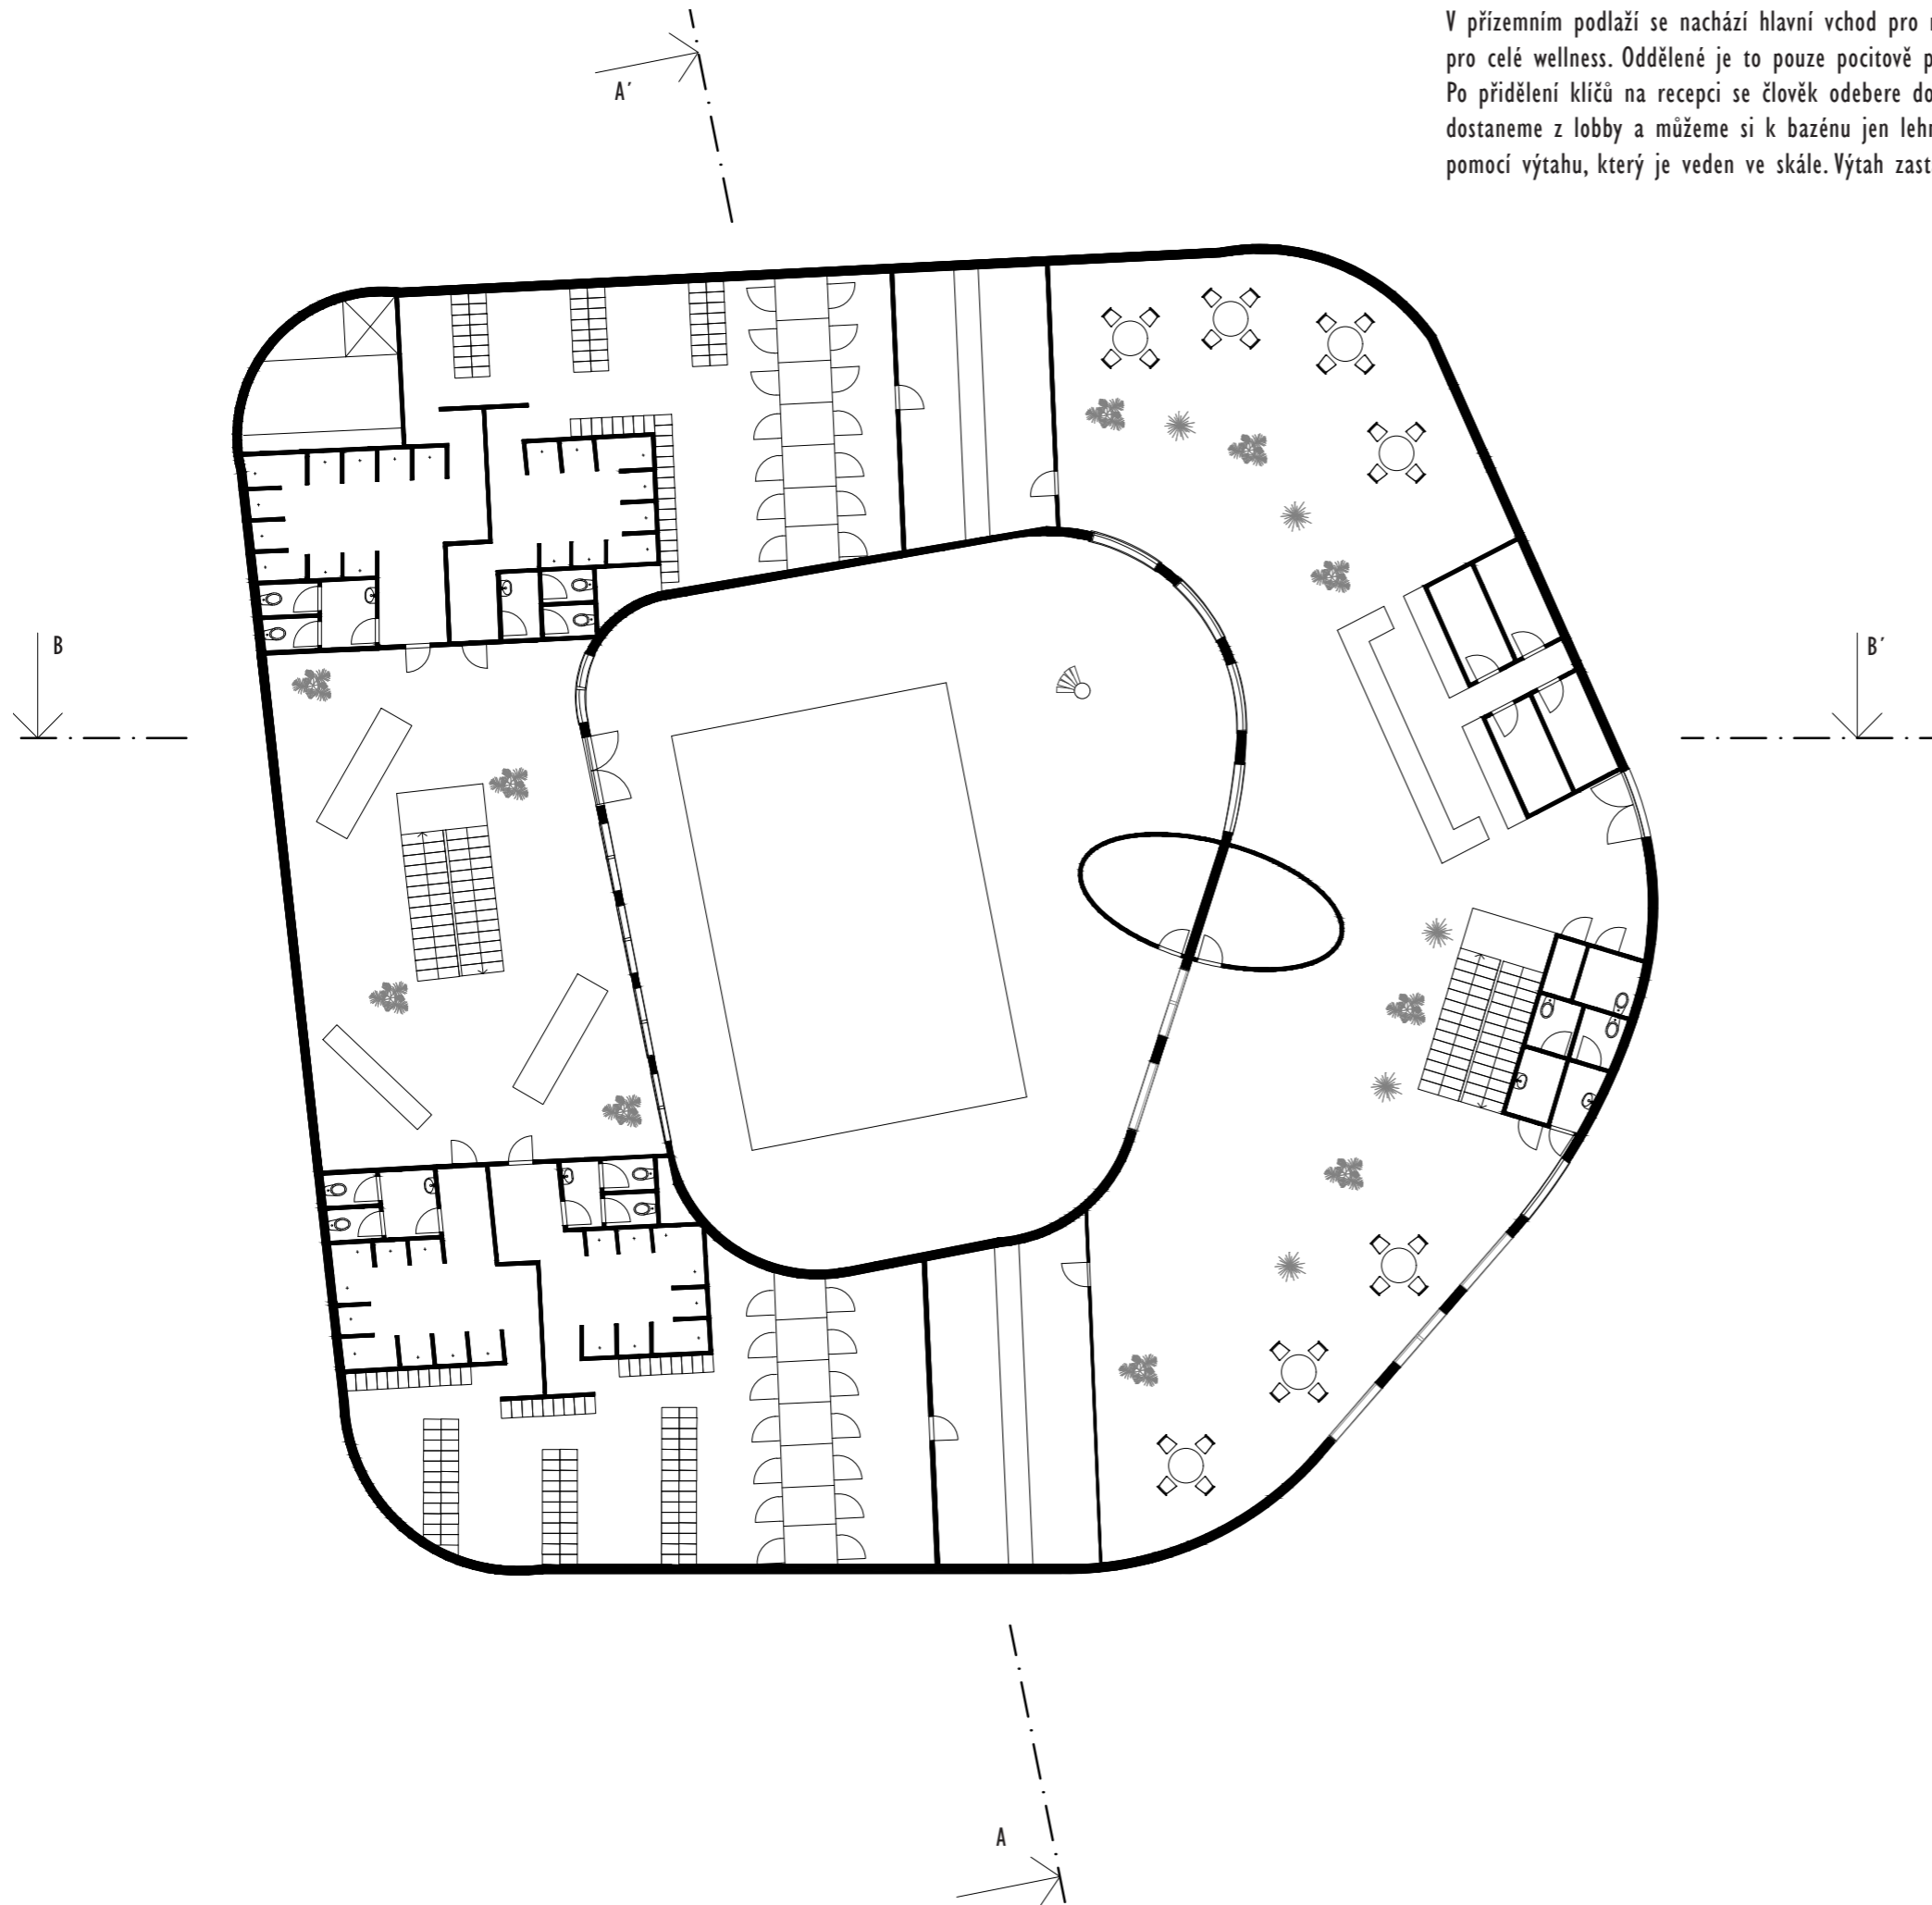 V přízemním podlaží se nachází hlavní vchod pro
pro celé wellness. Oddělené je to pouze pocitově
Po přidělení klíčů na recepci se člověk odebere do
dostaneme z lobby a můžeme si k bazénu jen
pomocí výtahu, který je veden ve skále. Výtah
A´
B
B´
A